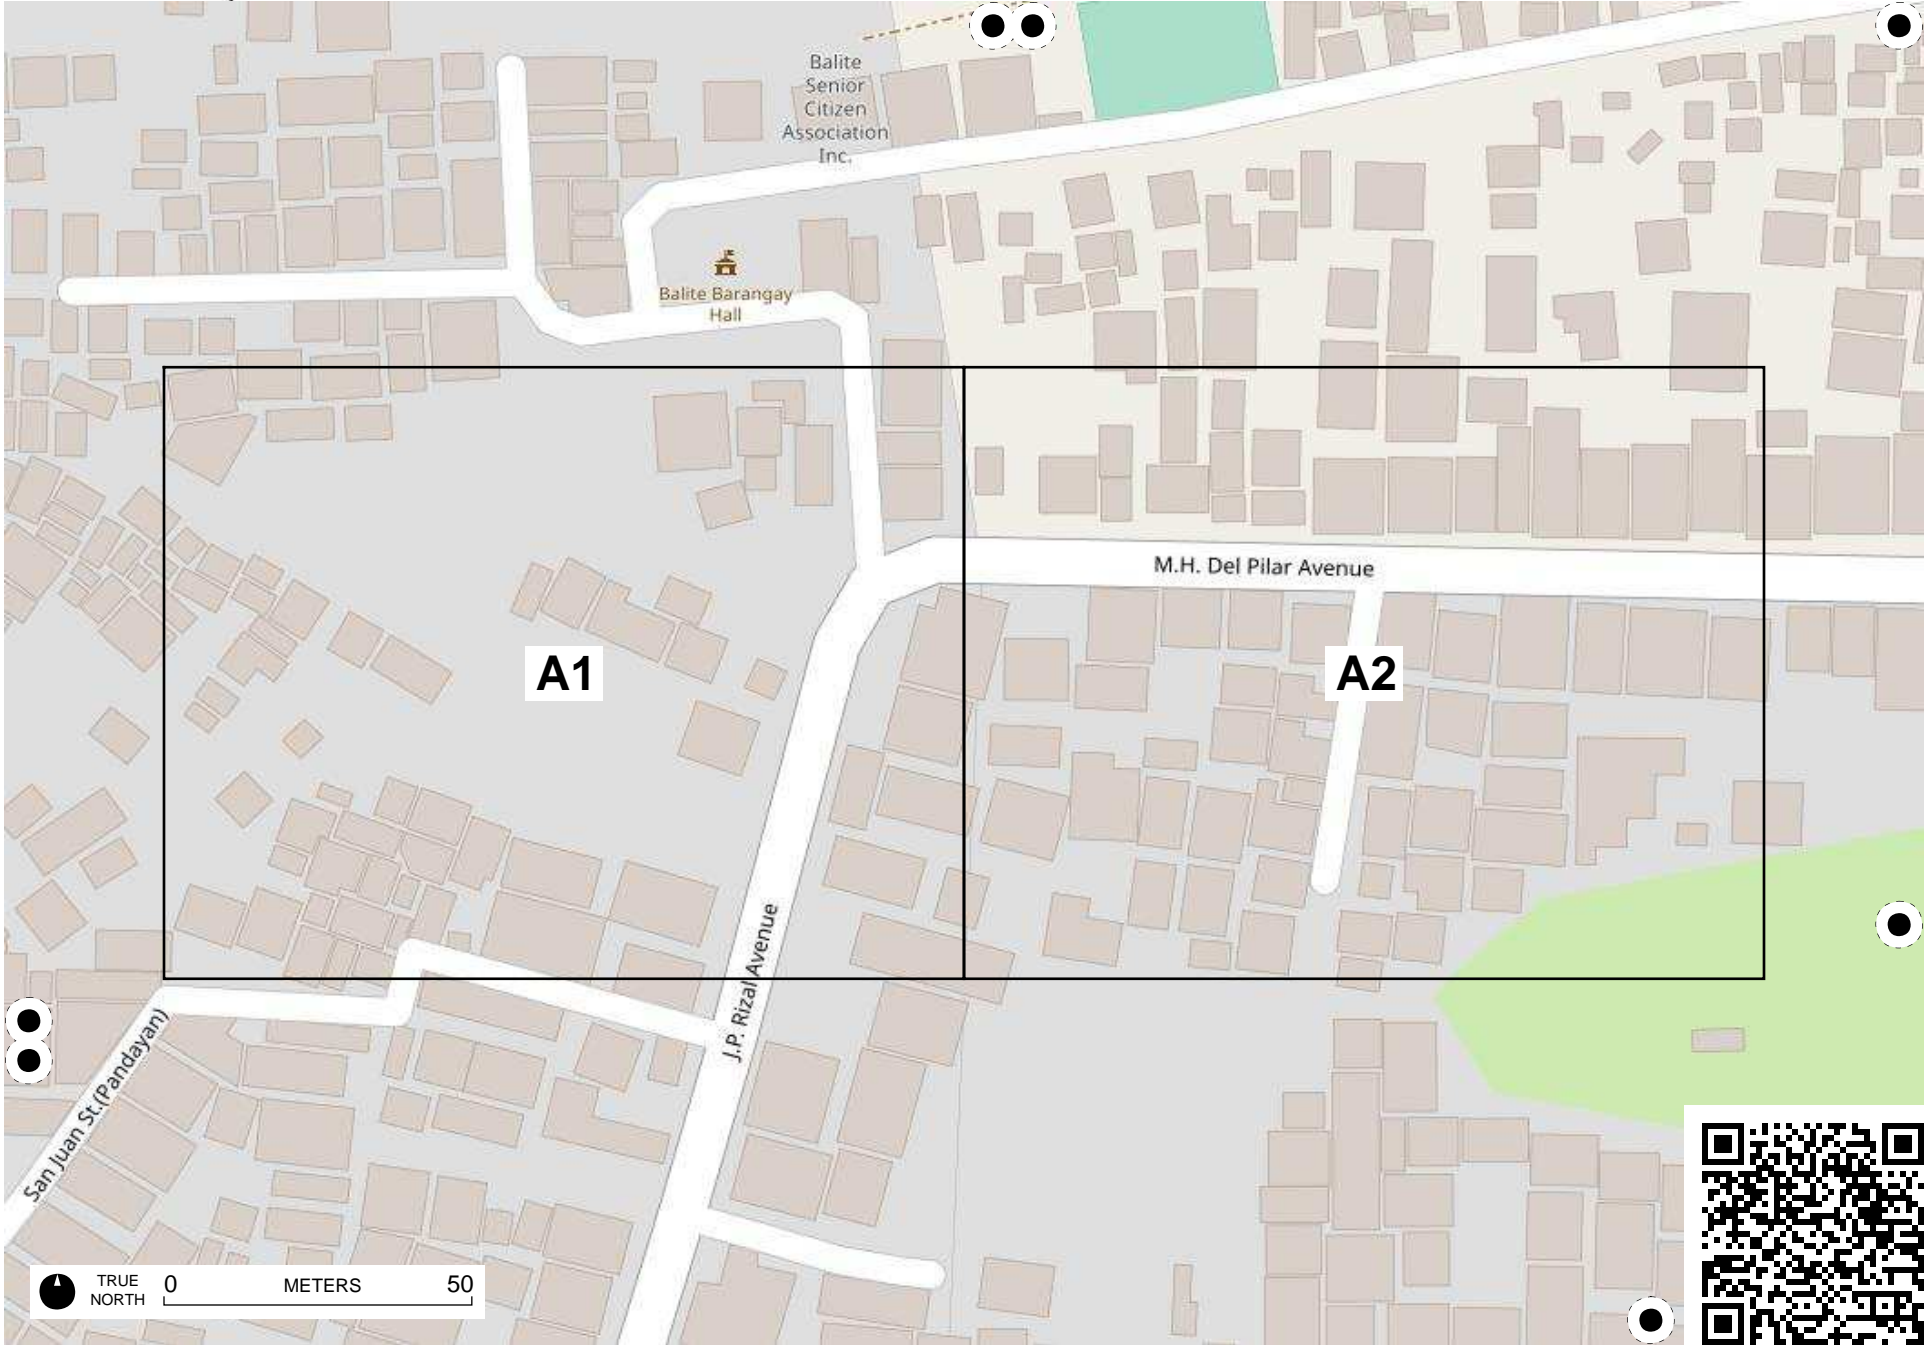 Balite
Senior
Citizen
Association
Inc.
Balite Barangay
Hall
M.H. Del Pilar Avenue
A1
A2
J.P. Rizal Avenue
San Juan St.(Pandayan)
TRUE
NORTH
0 METERS 50